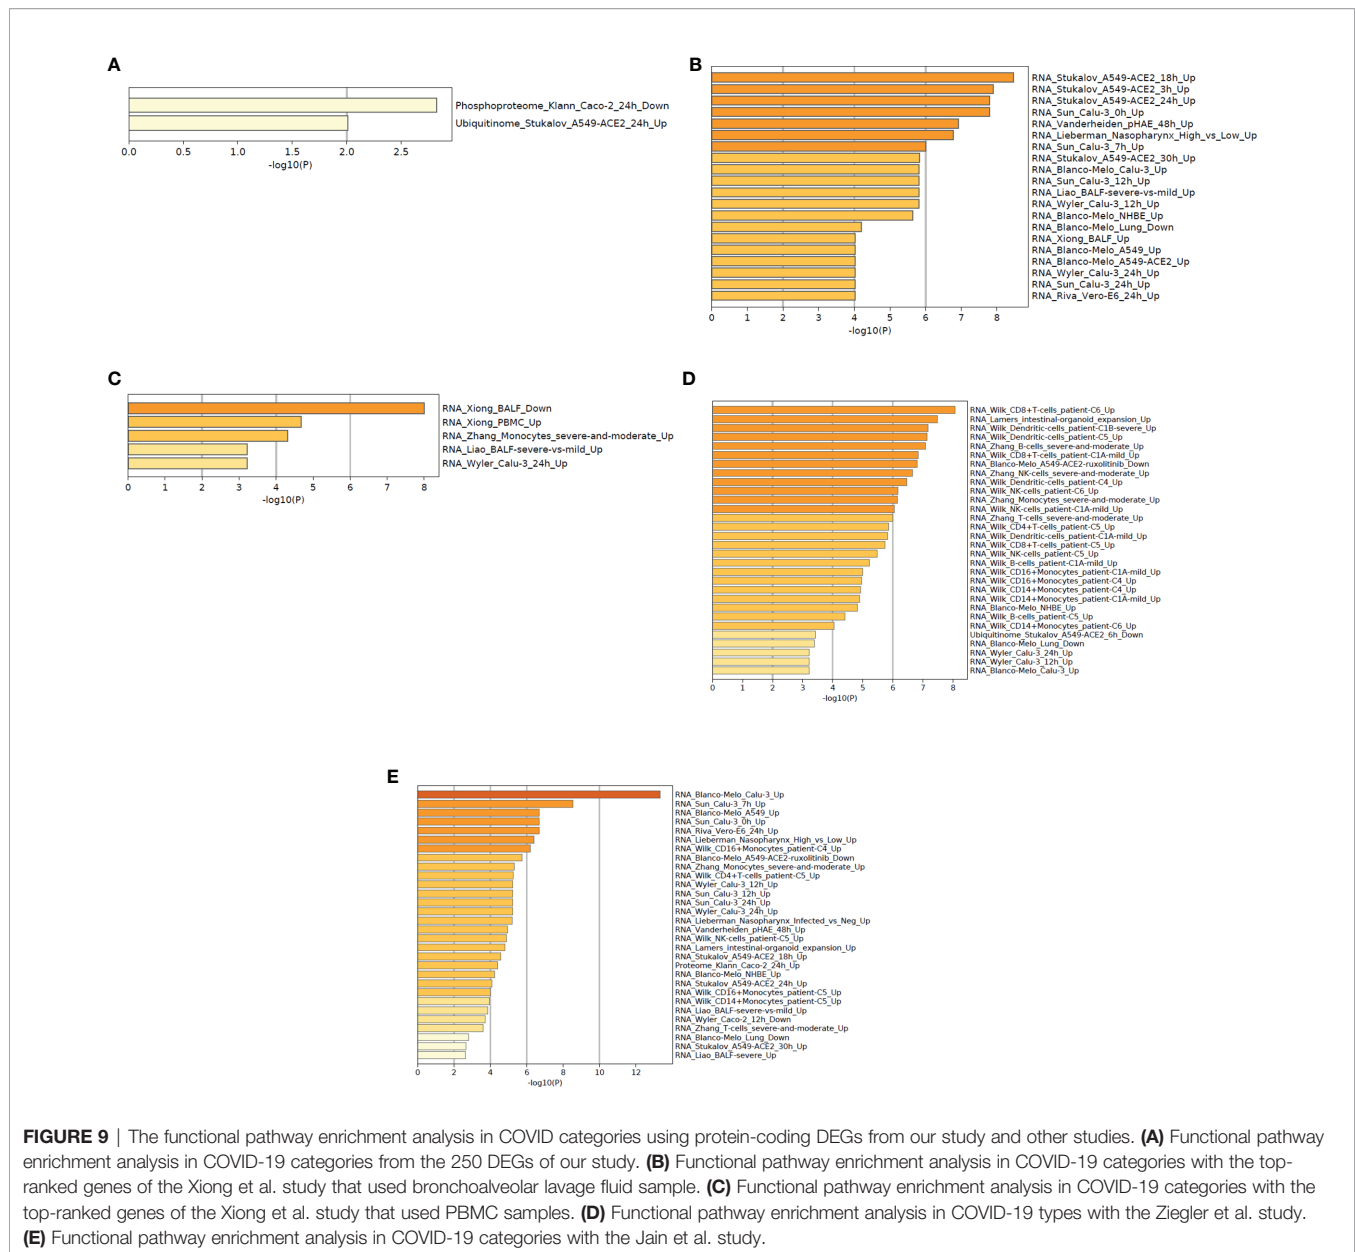 A
Phosphoproteome_Klann_Caco-2_24h_Down
Ubiquitinome_Stukalov_A549-ACE2_24h_Up
0.0 0.5 1.0 1.5 2.0 2.5
-log10(P)
B
RNA_Stukalov_A549-ACE2_18h_Up
RNA_Stukalov_A549-ACE2_3h_Up
RNA_Stukalov_A549-ACE2_24h_Up
RNA_Sun_Calu-3_0h_Up
RNA_Vanderheiden_pHAE_48h_Up
RNA_Lieberman_Nasopharynx_High_vs_Low_Up
RNA_Sun_Calu-3_7h_Up
RNA_Stukalov_A549-ACE2_30h_Up
RNA_Blanco-Melo_Calu-3_Up
RNA_Sun_Calu-3_12h_Up
RNA_Liao_BALF-severe-vs-mild_Up
RNA_Wyler_Calu-3_12h_Up
RNA_Blanco-Melo_NHBE_Up
RNA_Blanco-Melo_Lung_Down
RNA_Xiong_BALF_Up
RNA_Blanco-Melo_A549_Up
RNA_Blanco-Melo_A549-ACE2_Up
RNA_Wyler_Calu-3_24h_Up
RNA_Sun_Calu-3_24h_Up
RNA_Riva_Vero-E6_24h_Up
0 1 2 3 4 5 6 7 8
-log10(P)
C
RNA_Xiong_BALF_Down
RNA_Xiong_PBMC_Up
RNA_Zhang_Monocytes_severe-and-moderate_Up
RNA_Liao_BALF-severe-vs-mild_Up
RNA_Wyler_Calu-3_24h_Up
0 1 2 3 4 5 6 7 8
-log10(P)
D
RNA_Wilk_CD8+T-cells_patient-C6_Up
RNA_Lamers_intestinal-organoid_expansion_Up
RNA_Wilk_Dendritic-cells_patient-C1B-severe_Up
RNA_Wilk_Dendritic-cells_patient-C5_Up
RNA_Zhang_B-cells_severe-and-moderate_Up
RNA_Wilk_CD8+T-cells_patient-C1A-mild_Up
RNA_Blanco-Melo_A549-ACE2-ruxolitinib_Down
RNA_Zhang_NK-cells_severe-and-moderate_Up
RNA_Wilk_Dendritic-cells_patient-C4_Up
RNA_Wilk_NK-cells_patient-C6_Up
RNA_Zhang_Monocytes_severe-and-moderate_Up
RNA_Wilk_NK-cells_patient-C1A-mild_Up
RNA_Zhang_T-cells_severe-and-moderate_Up
RNA_Wilk_CD4+T-cells_patient-C5_Up
RNA_Wilk_Dendritic-cells_patient-C1A-mild_Up
RNA_Wilk_CD8+T-cells_patient-C5_Up
RNA_Wilk_NK-cells_patient-C5_Up
RNA_Wilk_B-cells_patient-C1A-mild_Up
RNA_Wilk_CD16+Monocytes_patient-C1A-mild_Up
RNA_Wilk_CD16+Monocytes_patient-C4_Up
RNA_Wilk_CD14+Monocytes_patient-C4_Up
RNA_Wilk_CD14+Monocytes_patient-C1A-mild_Up
RNA_Blanco-Melo_NHBE_Up
RNA_Wilk_B-cells_patient-C5_Up
RNA_Wilk_CD14+Monocytes_patient-C6_Up
Ubiquitinome_Stukalov_A549-ACE2_6h_Down
RNA_Blanco-Melo_Lung_Down
RNA_Wyler_Calu-3_24h_Up
RNA_Wyler_Calu-3_12h_Up
RNA_Blanco-Melo_Calu-3_Up
0 1 2 3 4 5 6 7 8
-log10(P)
E
RNA_Blanco-Melo_Calu-3_Up
RNA_Sun_Calu-3_7h_Up
RNA_Blanco-Melo_A549_Up
RNA_Sun_Calu-3_0h_Up
RNA_Riva_Vero-E6_24h_Up
RNA_Lieberman_Nasopharynx_High_vs_Low_Up
RNA_Wilk_CD16+Monocytes_patient-C4_Up
RNA_Blanco-Melo_A549-ACE2-ruxolitinib_Down
RNA_Zhang_Monocytes_severe-and-moderate_Up
RNA_Wilk_CD4+T-cells_patient-C5_Up
RNA_Wyler_Calu-3_12h_Up
RNA_Sun_Calu-3_12h_Up
RNA_Sun_Calu-3_24h_Up
RNA_Wyler_Calu-3_24h_Up
RNA_Lieberman_Nasopharynx_Infected_vs_Neg_Up
RNA_Vanderheiden_pHAE_48h_Up
RNA_Wilk_NK-cells_patient-C5_Up
RNA_Lamers_intestinal-organoid_expansion_Up
RNA_Stukalov_A549-ACE2_18h_Up
Proteome_Klann_Caco-2_24h_Up
RNA_Blanco-Melo_NHBE_Up
RNA_Stukalov_A549-ACE2_24h_Up
RNA_Wilk_CD16+Monocytes_patient-C5_Up
RNA_Wilk_CD14+Monocytes_patient-C5_Up
RNA_Liao_BALF-severe-vs-mild_Up
RNA_Wyler_Caco-2_12h_Down
RNA_Zhang_T-cells_severe-and-moderate_Up
RNA_Blanco-Melo_Lung_Down
RNA_Stukalov_A549-ACE2_30h_Up
RNA_Liao_BALF-severe_Up
0 2 4 6 8 10 12
-log10(P)
FIGURE 9 | The functional pathway enrichment analysis in COVID categories using protein-coding DEGs from our study and other studies. (A) Functional pathway
enrichment analysis in COVID-19 categories from the 250 DEGs of our study. (B) Functional pathway enrichment analysis in COVID-19 categories with the top-
ranked genes of the Xiong et al. study that used bronchoalveolar lavage fluid sample. (C) Functional pathway enrichment analysis in COVID-19 categories with the
top-ranked genes of the Xiong et al. study that used PBMC samples. (D) Functional pathway enrichment analysis in COVID-19 types with the Ziegler et al. study.
(E) Functional pathway enrichment analysis in COVID-19 categories with the Jain et al. study.